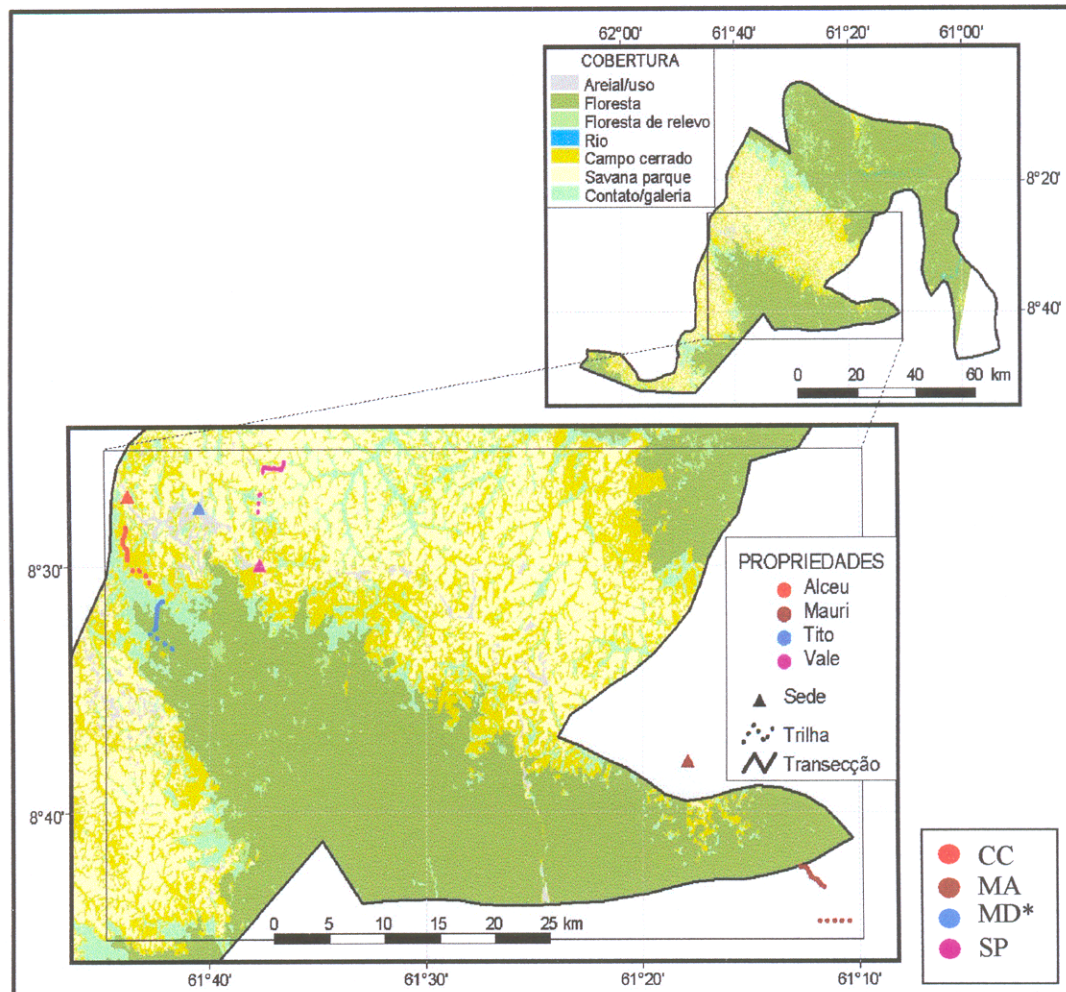 62°00' 61°40' 61°20' 61°00'
COBERTURA
Areial/uso
Floresta
Floresta de relevo
Rio
Campo cerrado
Savana parque
Contato/galeria
8°20'
8°40'
0 20 40 60 km
8°30'
8°40'
PROPRIEDADES
Alceu
Mauri
Tito
Vale
Sede
Trilha
Transecção
0 5 10 15 20 25 km
61°40' 61°30' 61°20' 61°10'
CC
MA
MD*
SP